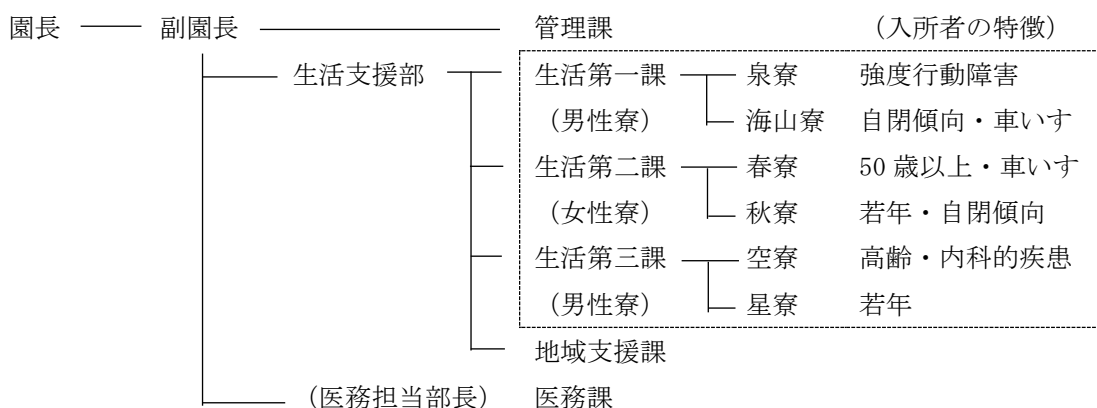 園長 副園長 管理課 (入所者の特徴)
生活支援部 生活第一課 泉寮 強度行動障害
(男性寮) 海山寮 自閉傾向・車いす
生活第二課 春寮 50 歳以上・車いす
(女性寮) 秋寮 若年・自閉傾向
生活第三課 空寮 高齢・内科的疾患
(男性寮) 星寮 若年
地域支援課
(医務担当部長) 医務課